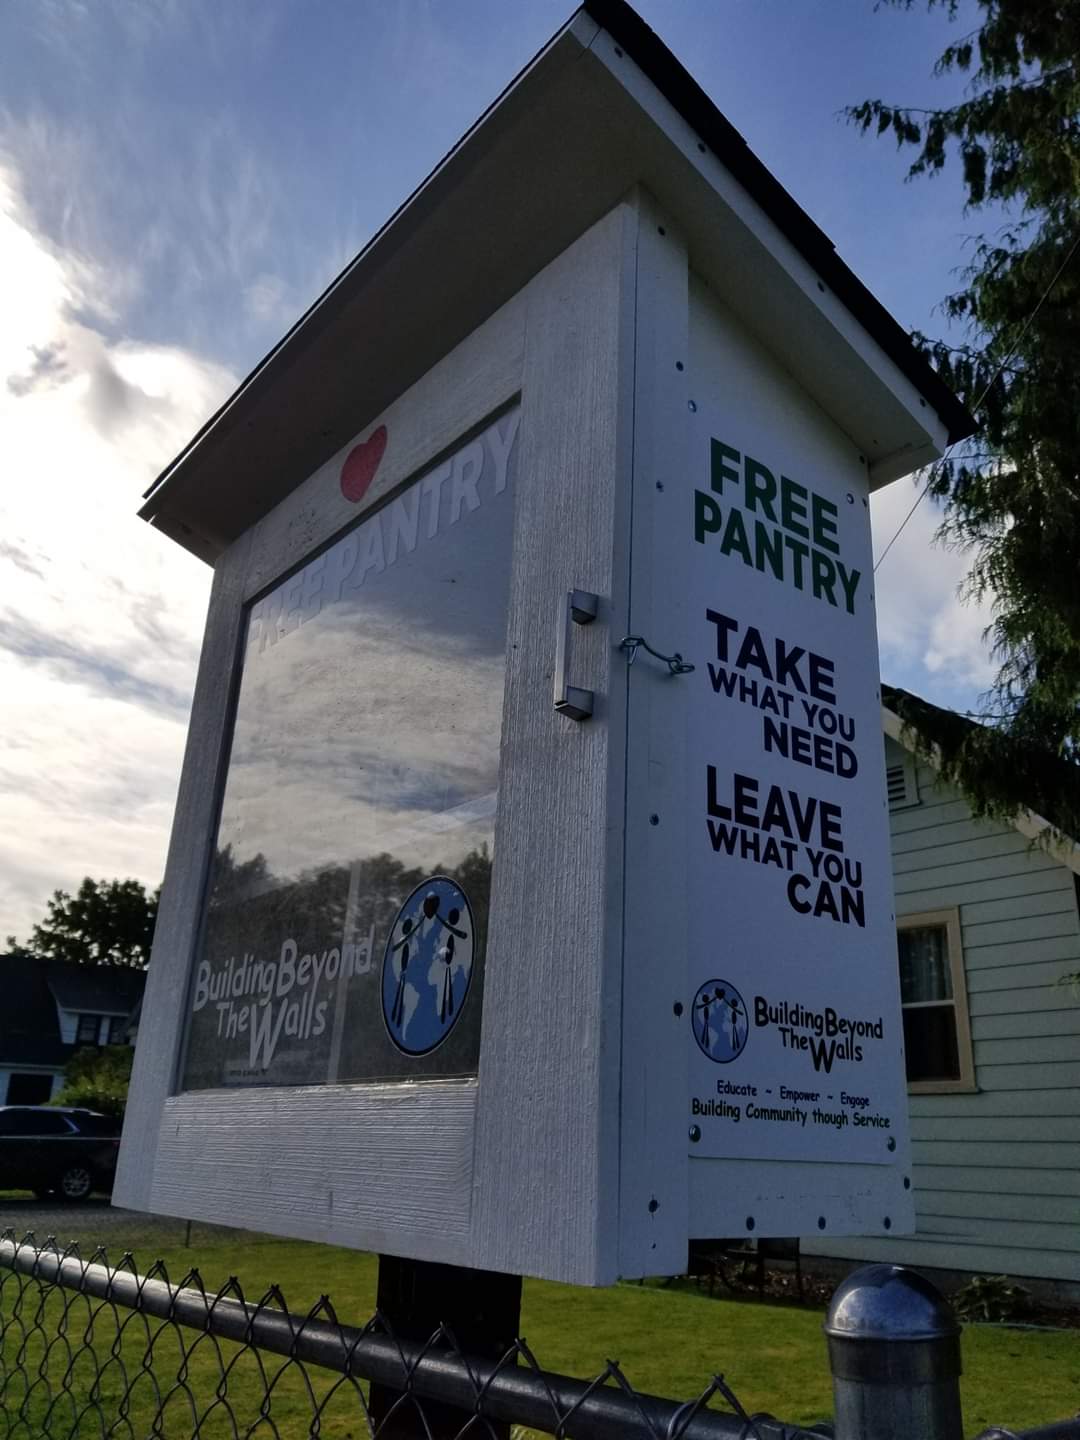 FREE PANTRY
Building Beyond
The Walls
FREE
PANTRY
TAKE
WHAT YOU
NEED
LEAVE
WHAT YOU
CAN
Building Beyond
The Walls
Educate ~ Empower ~ Engage
Building Community though Service